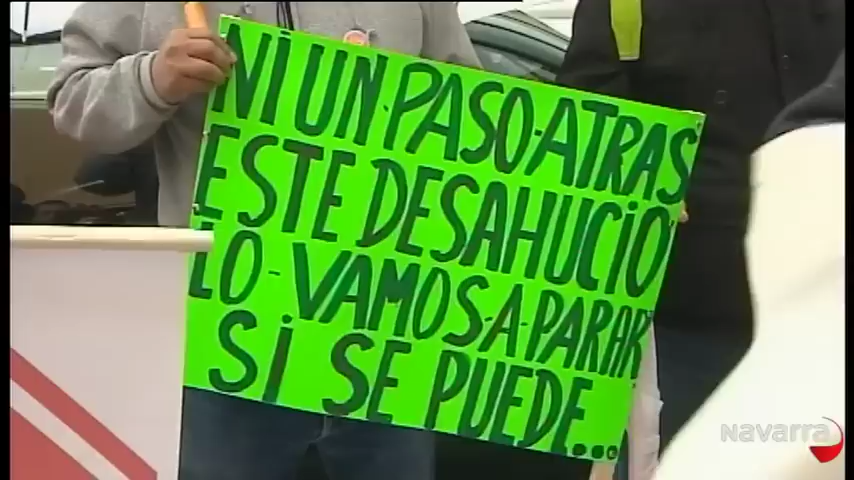 NI UN-PASO-ATRAS
ESTE DESAHUCIO
LO-VAMOS-A-PARAR
SI SE PUEDE...
Navarra